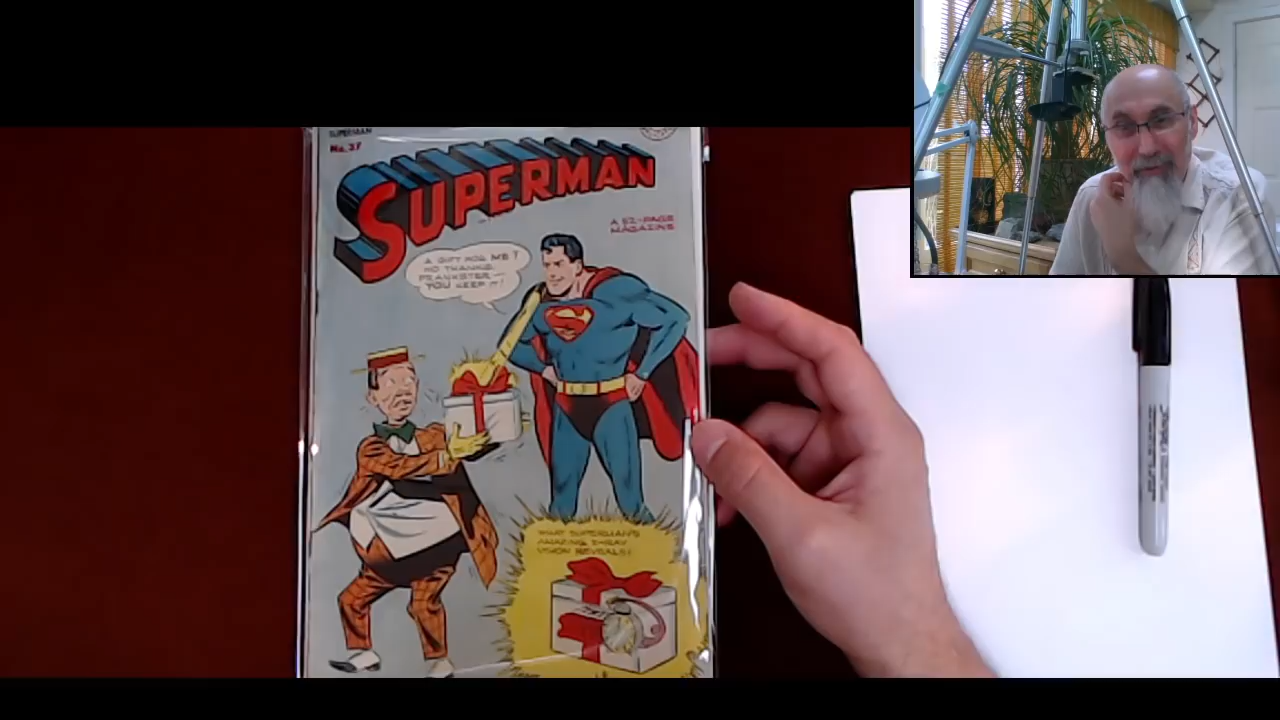 SUPERMAN
No. 37
SUPERMAN
A 52-PAGE
MAGAZINE
A GIFT FOR ME?
NO THANKS,
PRANKSTER—
YOU KEEP IT!
WHAT SUPERMAN'S
AMAZING X-RAY
VISION REVEALS!